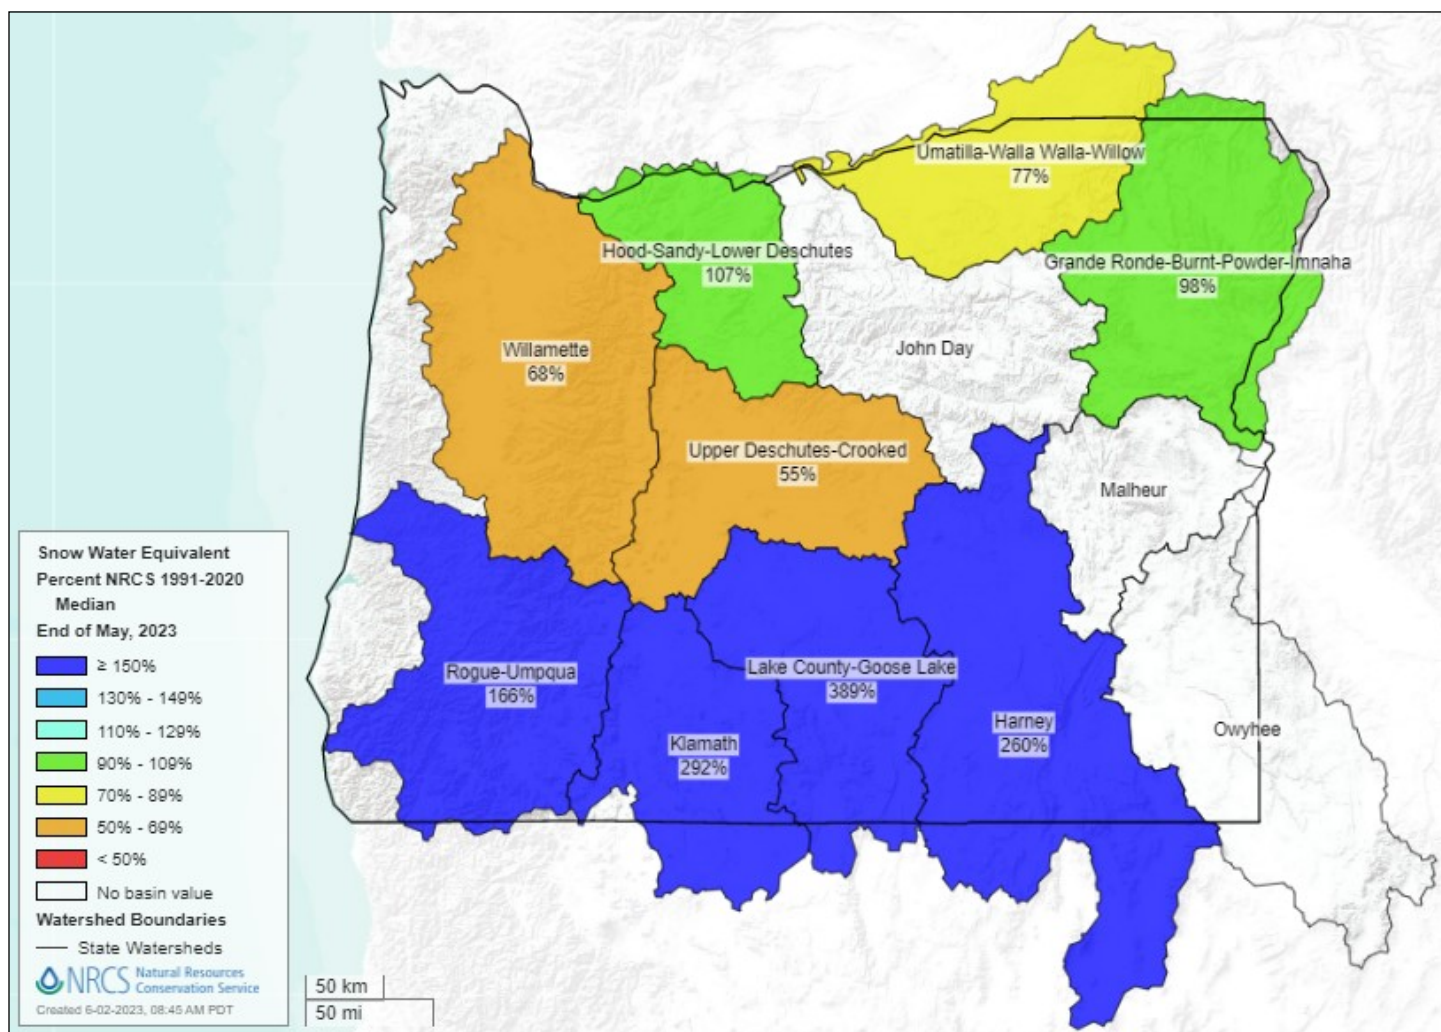 Umatilla-Walla Walla-Willow
77%
Hood-Sandy-Lower Deschutes
107%
Grande Ronde-Burnt-Powder-Imnaha
98%
Willamette
68%
John Day
Upper Deschutes-Crooked
55%
Malheur
Rogue-Umpqua
166%
Lake County-Goose Lake
389%
Klamath
292%
Harney
260%
Owyhee
Snow Water Equivalent
Percent NRCS 1991-2020
Median
End of May, 2023
≥ 150%
130% - 149%
110% - 129%
90% - 109%
70% - 89%
50% - 69%
< 50%
No basin value
Watershed Boundaries
State Watersheds
NRCS Natural Resources
Conservation Service
Created 6-02-2023, 08:45 AM PDT
50 km
50 mi